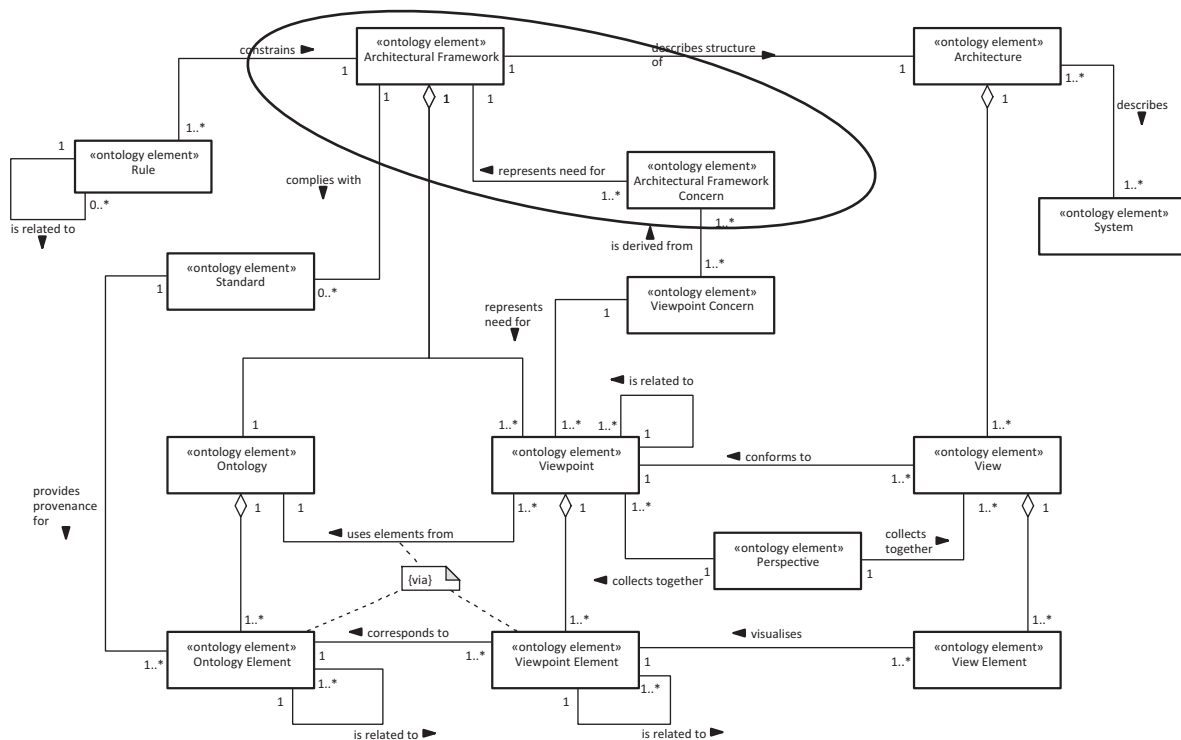 «ontology element»
Architectural Framework
«ontology element»
Architecture
constrains
describes structure
of
1
1
1
1..*
1
1
1
1
describes
1..*
1
«ontology element»
Rule
0..*
is related to
complies with
represents need for
1..*
«ontology element»
Architectural Framework
Concern
1..*
1..*
«ontology element»
System
is derived from
1..*
«ontology element»
Standard
1
0..*
«ontology element»
Viewpoint Concern
1
represents
need for
is related to
1
1..*
1..*
1..*
1
1..*
«ontology element»
Ontology
«ontology element»
Viewpoint
«ontology element»
View
conforms to
1
1..*
provides
provenance
for
1
1
1..*
1
1..*
1..*
1
uses elements from
«ontology element»
Perspective
collects
together
collects together
1
1
{via}
1..*
1..*
1..*
«ontology element»
Ontology Element
corresponds to
«ontology element»
Viewpoint Element
visualises
«ontology element»
View Element
1..*
1
1..*
1
1..*
1..*
1
1..*
1
is related to
is related to